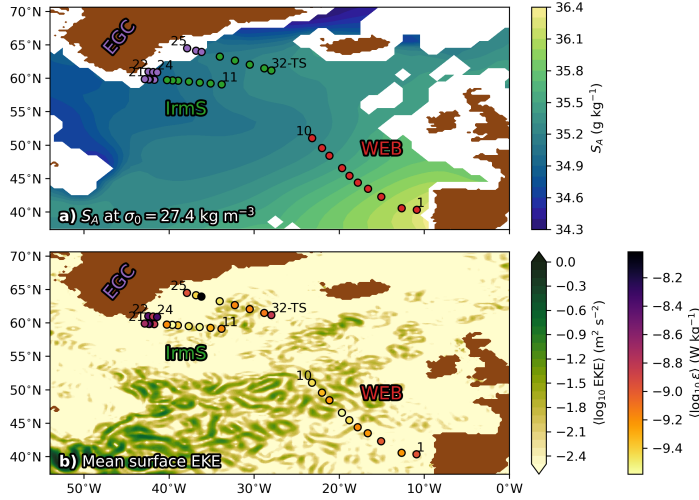 70°N
65°N
60°N
55°N
50°N
45°N
40°N
EGC
25
22
24
21
32-TS
11
IrmS
10
WEB
1
a) S_A at σ₀ = 27.4 kg m⁻³
36.4
36.1
35.8
35.5
35.2
34.9
34.6
34.3
S_A (g kg⁻¹)
70°N
65°N
60°N
55°N
50°N
45°N
40°N
EGC
25
22
24
21
32-TS
11
IrmS
10
WEB
1
b) Mean surface EKE
50°W
40°W
30°W
20°W
10°W
0°W
0.0
−0.3
−0.6
−0.9
−1.2
−1.5
−1.8
−2.1
−2.4
⟨log₁₀ EKE⟩ (m² s⁻²)
−8.2
−8.4
−8.6
−8.8
−9.0
−9.2
−9.4
⟨log₁₀ ε⟩ (W kg⁻¹)